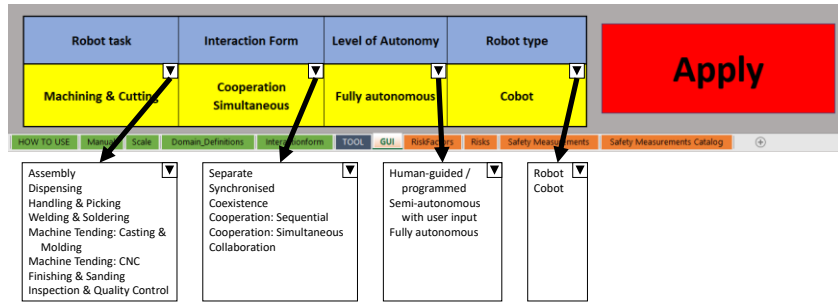 Robot task Interaction Form Level of Autonomy Robot type
Apply
Machining & Cutting Cooperation Simultaneous Fully autonomous Cobot
HOW TO USE Manual Scale Domain_Definitions Interactionform TOOL GUI RiskFactors Risks Safety Measurements Safety Measurements Catalog
Assembly
Dispensing
Handling & Picking
Welding & Soldering
Machine Tending: Casting &
Molding
Machine Tending: CNC
Finishing & Sanding
Inspection & Quality Control
Separate
Synchronised
Coexistence
Cooperation: Sequential
Cooperation: Simultaneous
Collaboration
Human-guided /
programmed
Semi-autonomous
with user input
Fully autonomous
Robot
Cobot